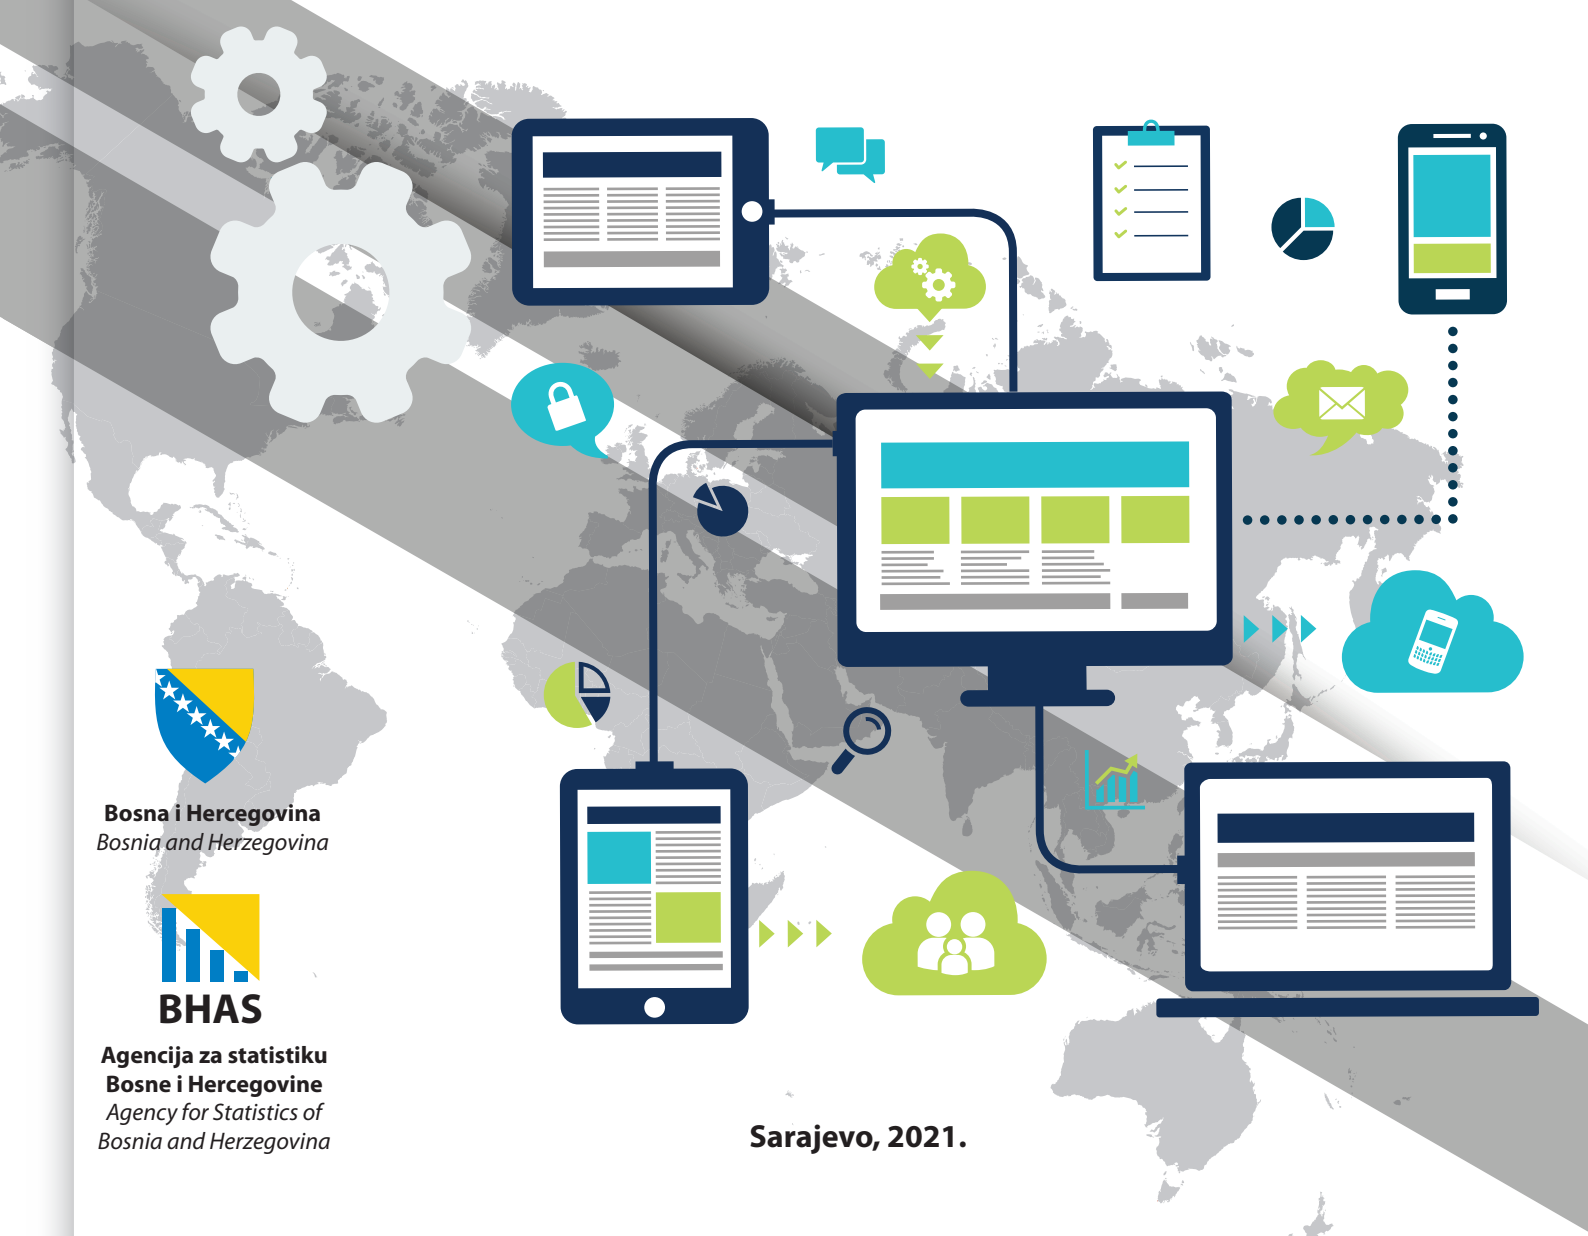 Bosna i Hercegovina
Bosnia and Herzegovina
BHAS
Agencija za statistiku
Bosne i Hercegovine
Agency for Statistics of
Bosnia and Herzegovina
Sarajevo, 2021.